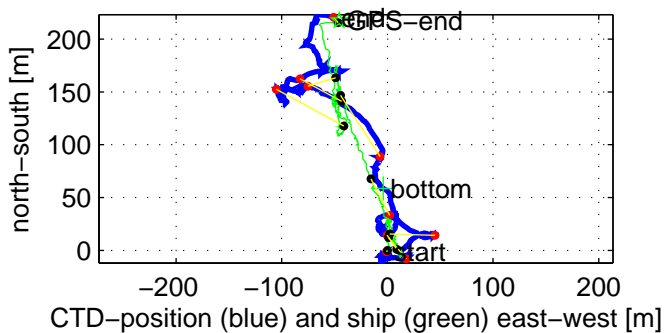 north−south [m]
200
150
100
50
0
end
GPS−end
bottom
start
−200
−100
0
100
200
CTD−position (blue) and ship (green) east−west [m]